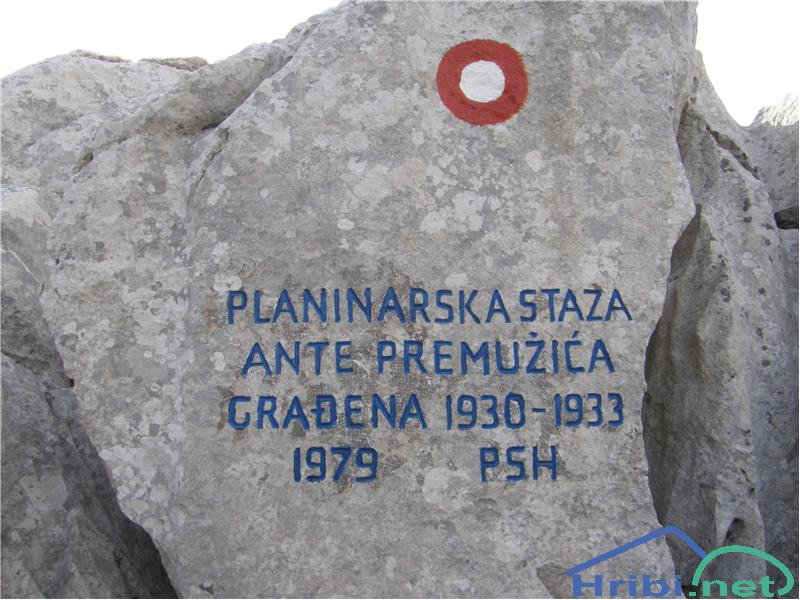 PLANINARSKA STAZA
ANTE PREMUŽIĆA
GRAĐENA 1930-1933
1979 PSH
Hribi.net